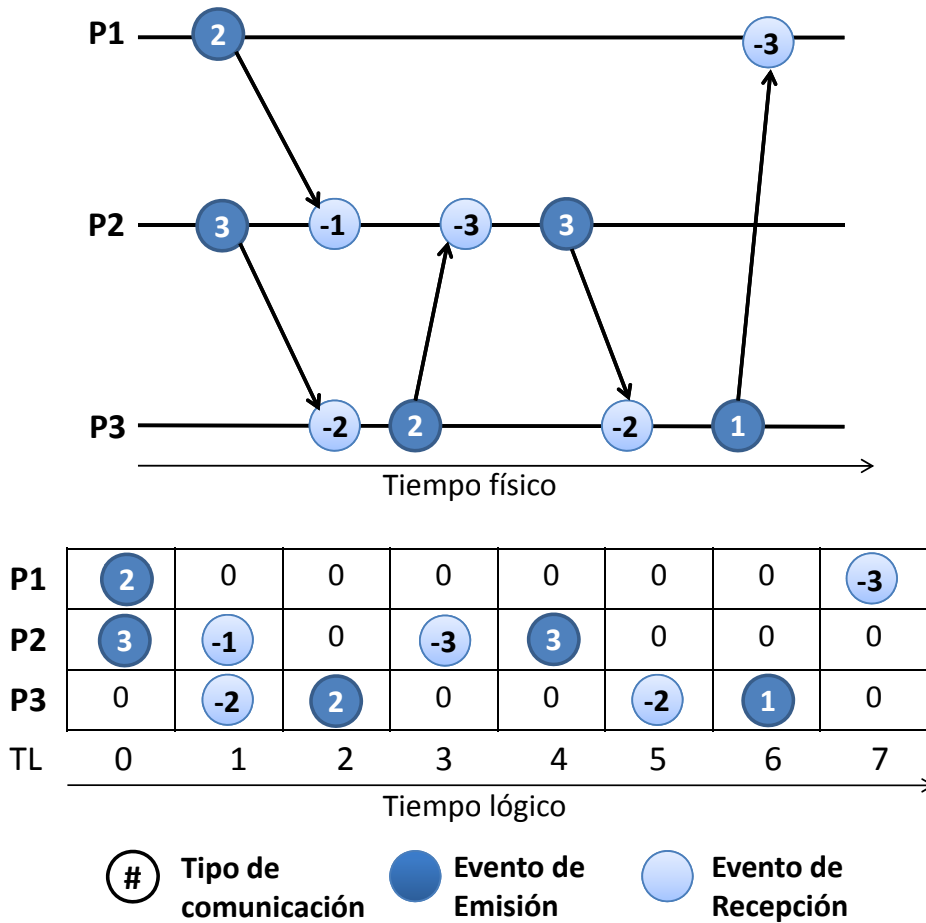 P1 2 -3
P2 3 -1 -3 3
P3 -2 2 -2 1
Tiempo físico
P1 2 0 0 0 0 0 0 -3
P2 3 -1 0 -3 3 0 0 0
P3 0 -2 2 0 0 -2 1 0
TL 0 1 2 3 4 5 6 7
Tiempo lógico
# Tipo de comunicación
Evento de Emisión
Evento de Recepción